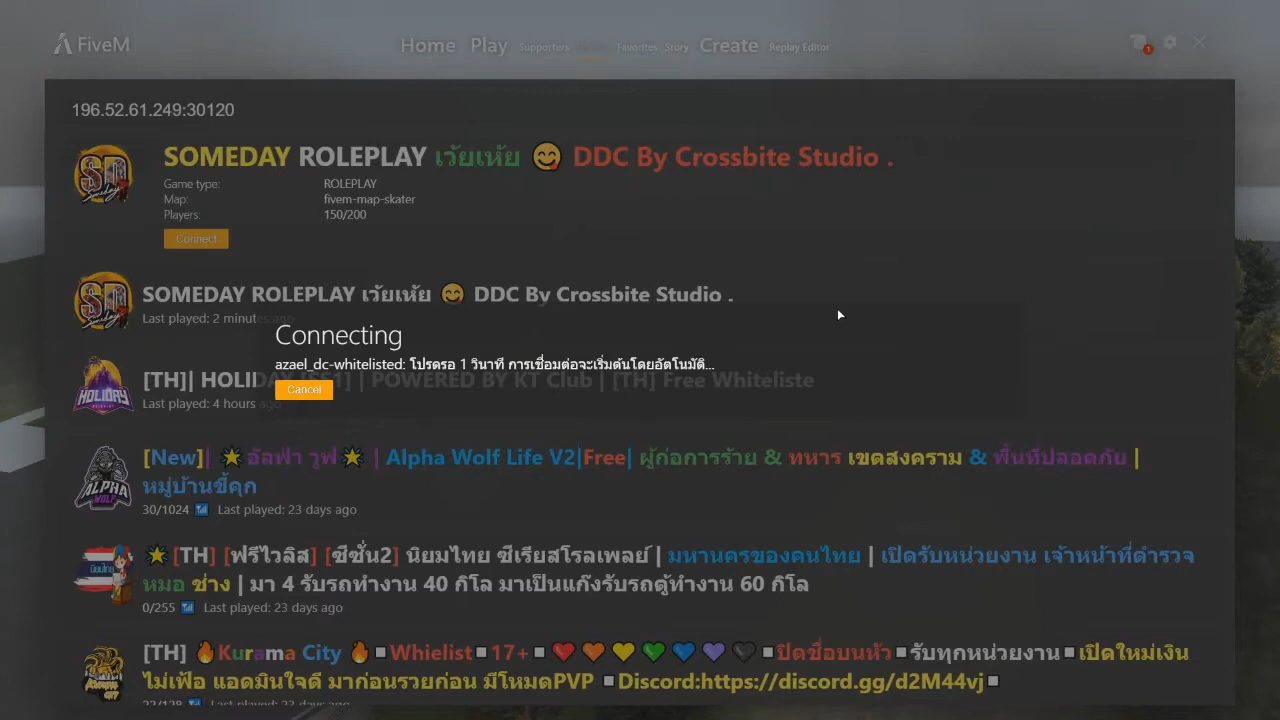 FiveM
Home Play Supporters Favorites Story Create Replay Editor
1
196.52.61.249:30120
SOMEDAY ROLEPLAY เว้ยเห้ย 😋 DDC By Crossbite Studio .
Game type: ROLEPLAY
Map: fivem-map-skater
Players: 150/200
Connect
SOMEDAY ROLEPLAY เว้ยเห้ย 😋 DDC By Crossbite Studio .
Last played: 2 minutes ago
Connecting
azael_dc-whitelisted: โปรดรอ 1 วินาที การเชื่อมต่อจะเริ่มต้นโดยอัตโนมัติ...
Cancel
[TH]| HOLIDAY [SS1] | POWERED BY KT Club | [TH] Free Whiteliste
Last played: 4 hours ago
[New]| 🌟อัลฟ่า วูฟ🌟 | Alpha Wolf Life V2|Free| ผู้ก่อการร้าย & ทหาร เขตสงคราม & พื้นที่ปลอดภัย |
หมู่บ้านขี้คุก
30/1024 📶 Last played: 23 days ago
🌟[TH] [ฟรีไวลิส] [ซีซั่น2] นิยมไทย ซีเรียสโรลเพลย์ | มหานครของคนไทย | เปิดรับหน่วยงาน เจ้าหน้าที่ตำรวจ
หมอ ช่าง | มา 4 รับรถทำงาน 40 กิโล มาเป็นแก๊งรับรถตู้ทำงาน 60 กิโล
0/255 📶 Last played: 23 days ago
[TH] 🔥Kurama City 🔥◽Whielist◽17+◽ ❤️🧡💛💚💙💜🖤◽ปิดชื่อบนหัว◽รับทุกหน่วยงาน◽เปิดใหม่เงิน
ไม่เฟ้อ แอดมินใจดี มาก่อนรวยก่อน มีโหมดPVP ◽Discord:https://discord.gg/d2M44vj◽
22/128 📶 Last played: 23 days ago